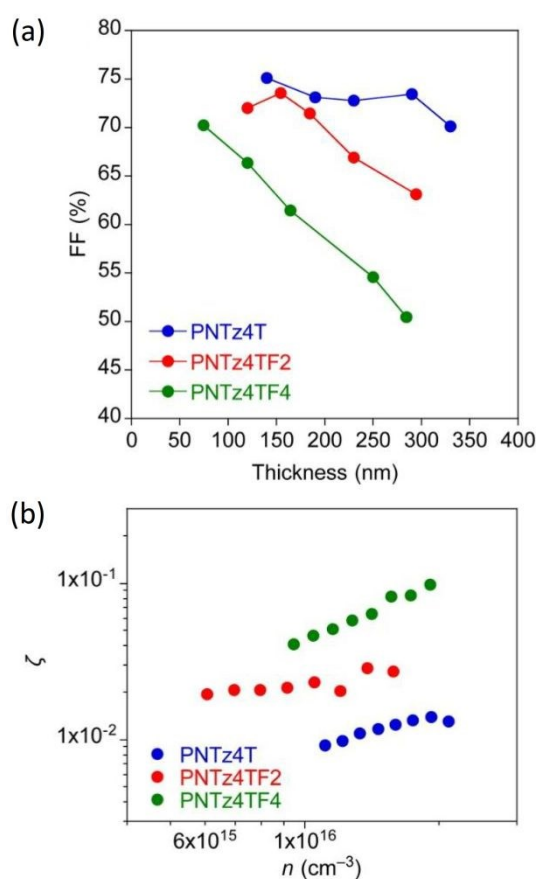 (a)
80
75
70
65
60
55
50
45
40
FF (%)
PNTz4T
PNTz4TF2
PNTz4TF4
0 50 100 150 200 250 300 350 400
Thickness (nm)
(b)
1x10⁻¹
ζ
1x10⁻²
PNTz4T
PNTz4TF2
PNTz4TF4
6x10¹⁵ 1x10¹⁶
n (cm⁻³)